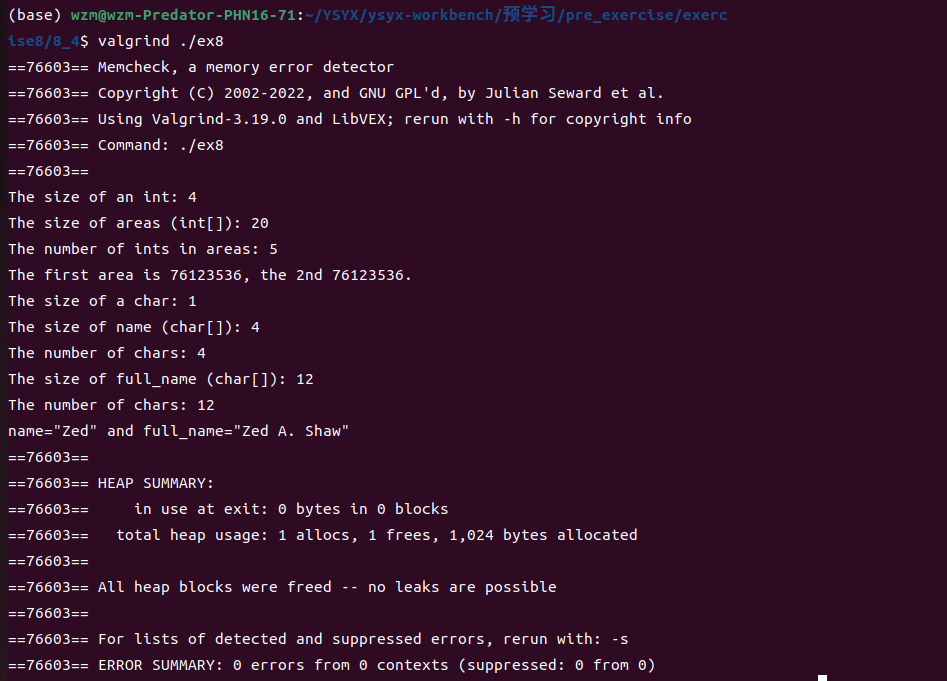 (base) wzm@wzm-Predator-PHN16-71:~/YSYX/ysyx-workbench/预学习/pre_exercise/exerc
ise8/8_4$ valgrind ./ex8
==76603== Memcheck, a memory error detector
==76603== Copyright (C) 2002-2022, and GNU GPL'd, by Julian Seward et al.
==76603== Using Valgrind-3.19.0 and LibVEX; rerun with -h for copyright info
==76603== Command: ./ex8
==76603==
The size of an int: 4
The size of areas (int[]): 20
The number of ints in areas: 5
The first area is 76123536, the 2nd 76123536.
The size of a char: 1
The size of name (char[]): 4
The number of chars: 4
The size of full_name (char[]): 12
The number of chars: 12
name="Zed" and full_name="Zed A. Shaw"
==76603==
==76603== HEAP SUMMARY:
==76603==     in use at exit: 0 bytes in 0 blocks
==76603==   total heap usage: 1 allocs, 1 frees, 1,024 bytes allocated
==76603==
==76603== All heap blocks were freed -- no leaks are possible
==76603==
==76603== For lists of detected and suppressed errors, rerun with: -s
==76603== ERROR SUMMARY: 0 errors from 0 contexts (suppressed: 0 from 0)